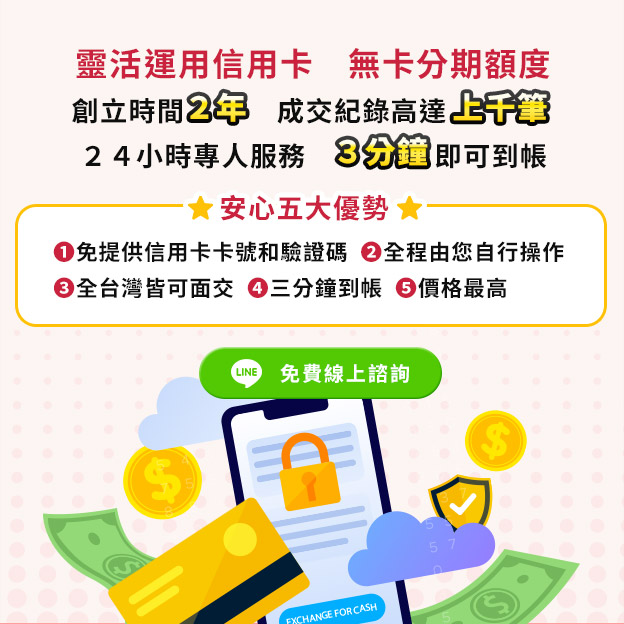 靈活運用信用卡　無卡分期額度
創立時間2年　成交紀錄高達上千筆
２４小時專人服務　3分鐘即可到帳
安心五大優勢
❶免提供信用卡卡號和驗證碼 ❷全程由您自行操作
❸全台灣皆可面交 ❹三分鐘到帳 ❺價格最高
LINE 免費線上諮詢
EXCHANGE FOR CASH